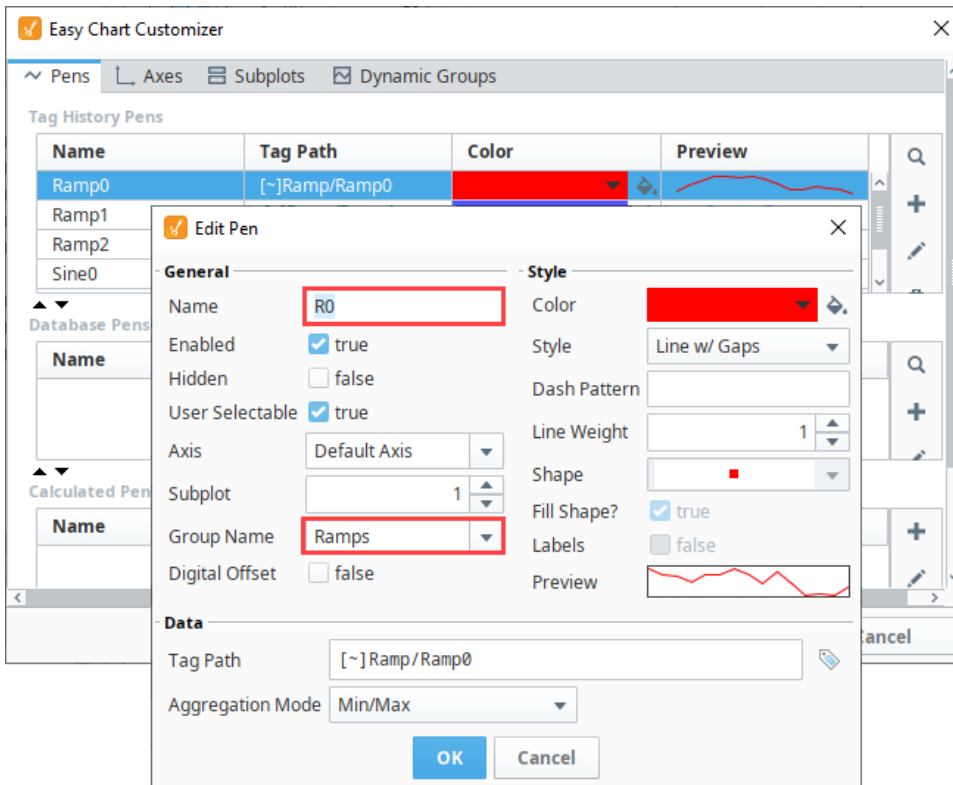 Easy Chart Customizer
Pens Axes Subplots Dynamic Groups
Tag History Pens
Name Tag Path Color Preview
Ramp0 [~]Ramp/Ramp0
Ramp1
Ramp2
Sine0
Database Pens
Name
Calculated Pen
Name
Cancel
Edit Pen
General
Name R0
Enabled true
Hidden false
User Selectable true
Axis Default Axis
Subplot 1
Group Name Ramps
Digital Offset false
Style
Color
Style Line w/ Gaps
Dash Pattern
Line Weight 1
Shape
Fill Shape? true
Labels false
Preview
Data
Tag Path [~]Ramp/Ramp0
Aggregation Mode Min/Max
OK Cancel